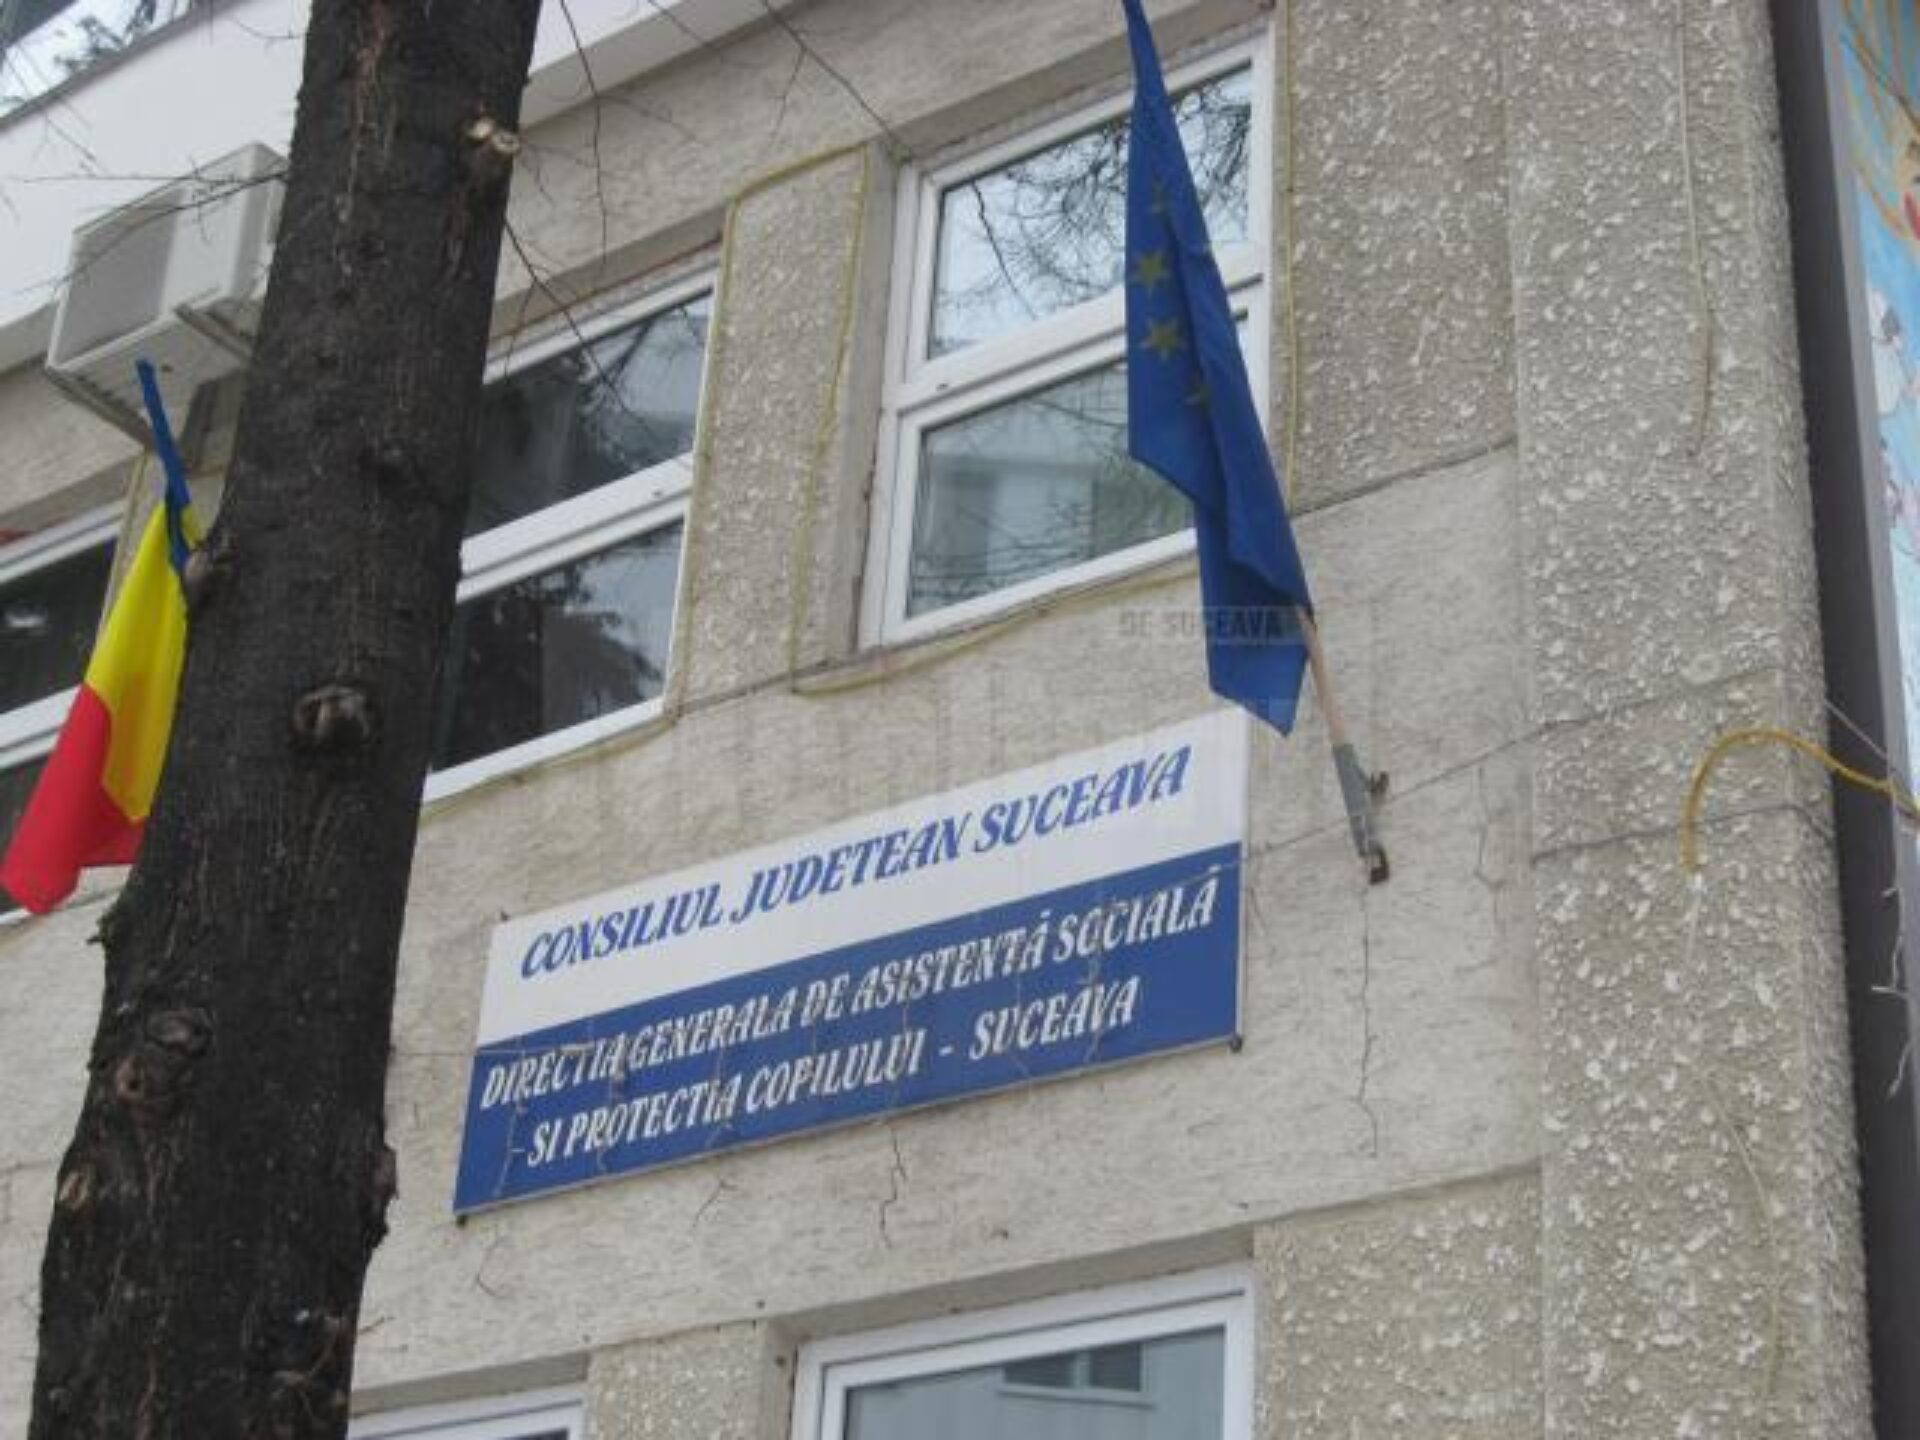 DE SUCEAVA
CONSILIUL JUDETEAN SUCEAVA
DIRECTIA GENERALA DE ASISTENTĂ SOCIALĂ
- SI PROTECTIA COPILULUI - SUCEAVA